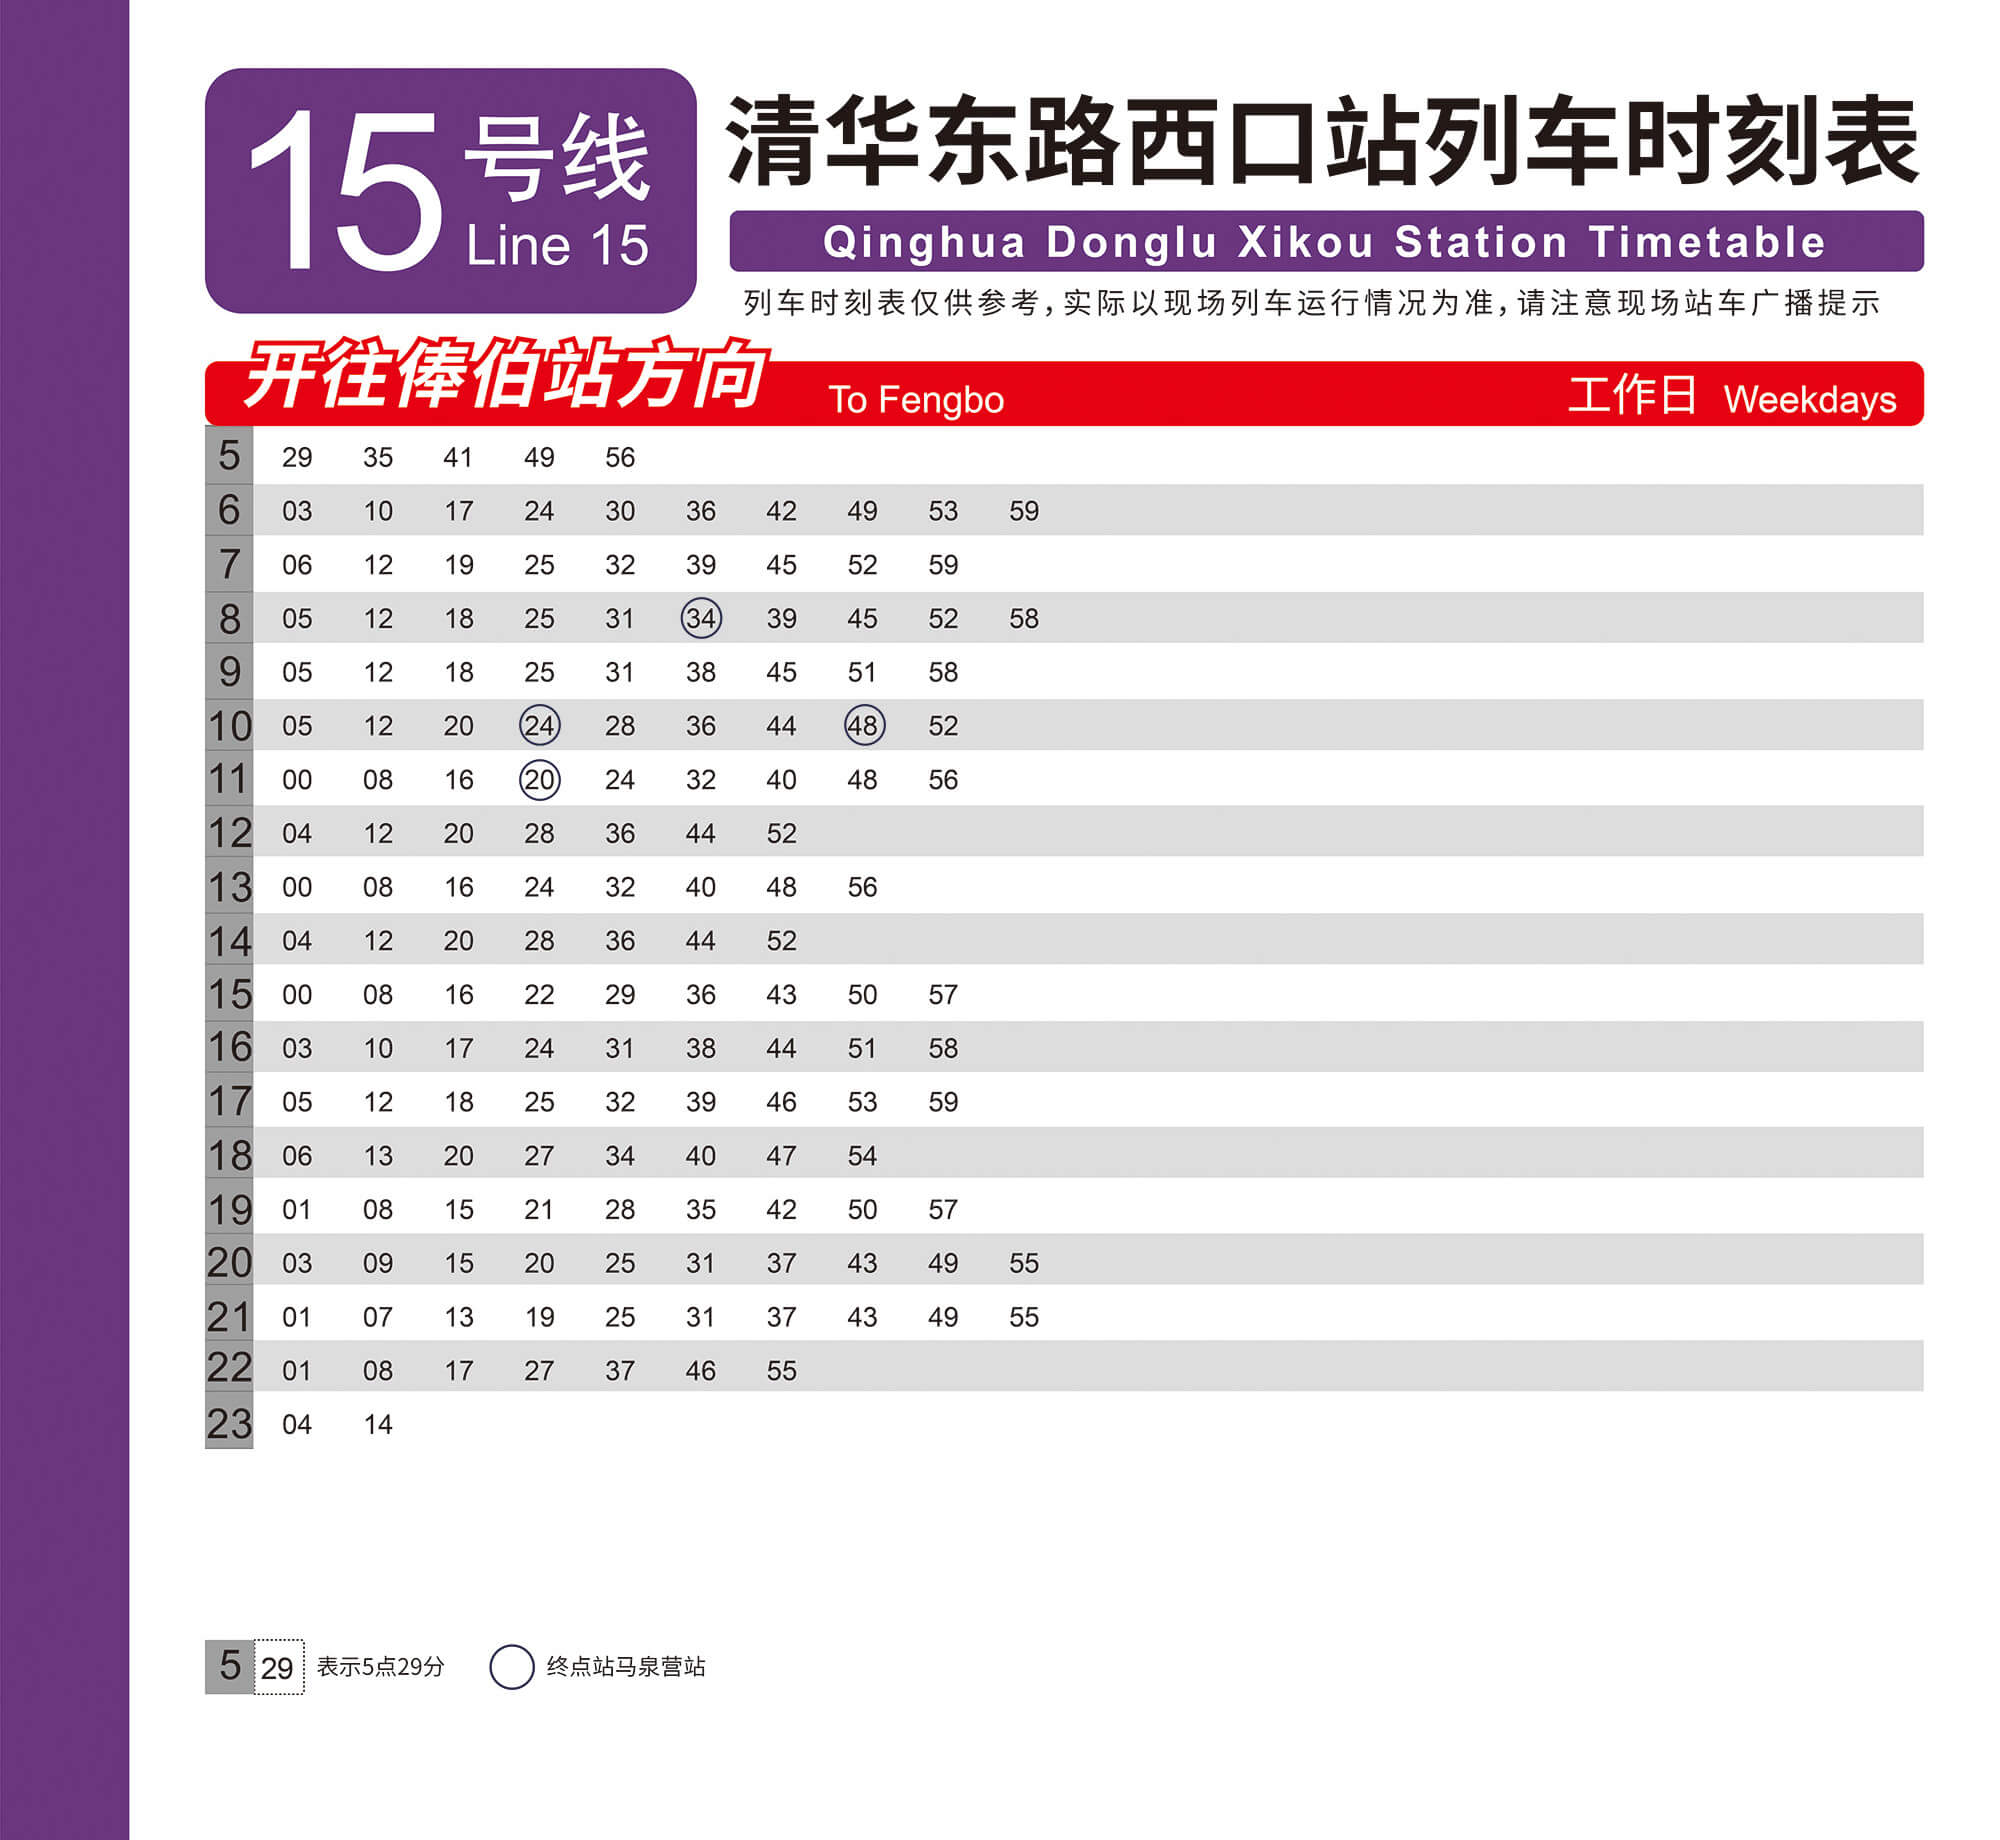 15号线
Line 15
清华东路西口站列车时刻表
Qinghua Donglu Xikou Station Timetable
列车时刻表仅供参考，实际以现场列车运行情况为准，请注意现场站车广播提示
开往俸伯站方向 To Fengbo 工作日 Weekdays
5 29 35 41 49 56
6 03 10 17 24 30 36 42 49 53 59
7 06 12 19 25 32 39 45 52 59
8 05 12 18 25 31 34 39 45 52 58
9 05 12 18 25 31 38 45 51 58
10 05 12 20 24 28 36 44 48 52
11 00 08 16 20 24 32 40 48 56
12 04 12 20 28 36 44 52
13 00 08 16 24 32 40 48 56
14 04 12 20 28 36 44 52
15 00 08 16 22 29 36 43 50 57
16 03 10 17 24 31 38 44 51 58
17 05 12 18 25 32 39 46 53 59
18 06 13 20 27 34 40 47 54
19 01 08 15 21 28 35 42 50 57
20 03 09 15 20 25 31 37 43 49 55
21 01 07 13 19 25 31 37 43 49 55
22 01 08 17 27 37 46 55
23 04 14
5 29 表示5点29分 终点站马泉营站